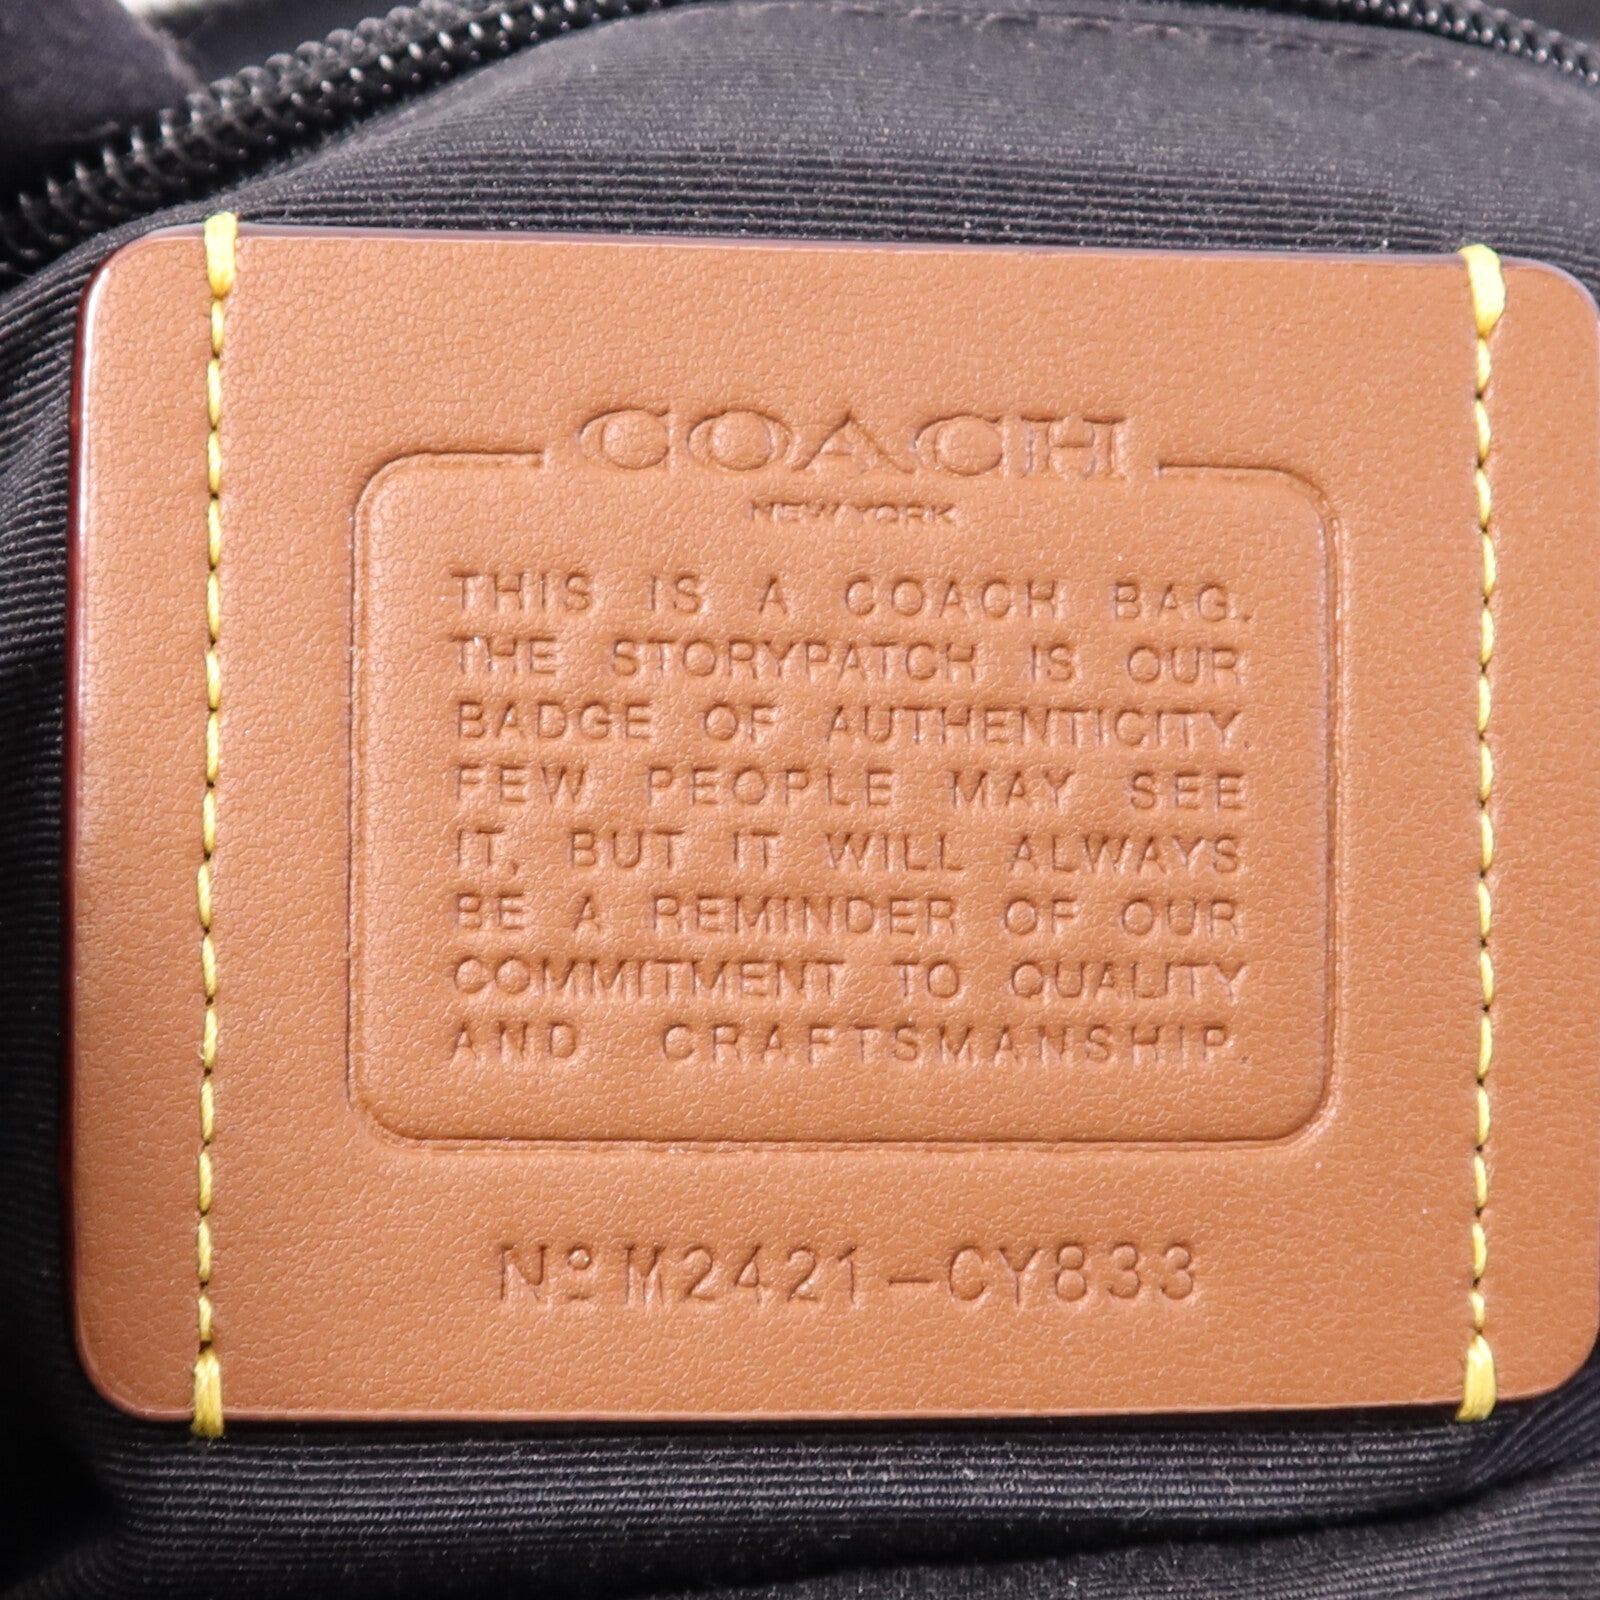 COACH
NEW YORK
THIS IS A COACH BAG.
THE STORYPATCH IS OUR
BADGE OF AUTHENTICITY.
FEW PEOPLE MAY SEE
IT, BUT IT WILL ALWAYS
BE A REMINDER OF OUR
COMMITMENT TO QUALITY
AND CRAFTSMANSHIP.
Nº M2421-CY833